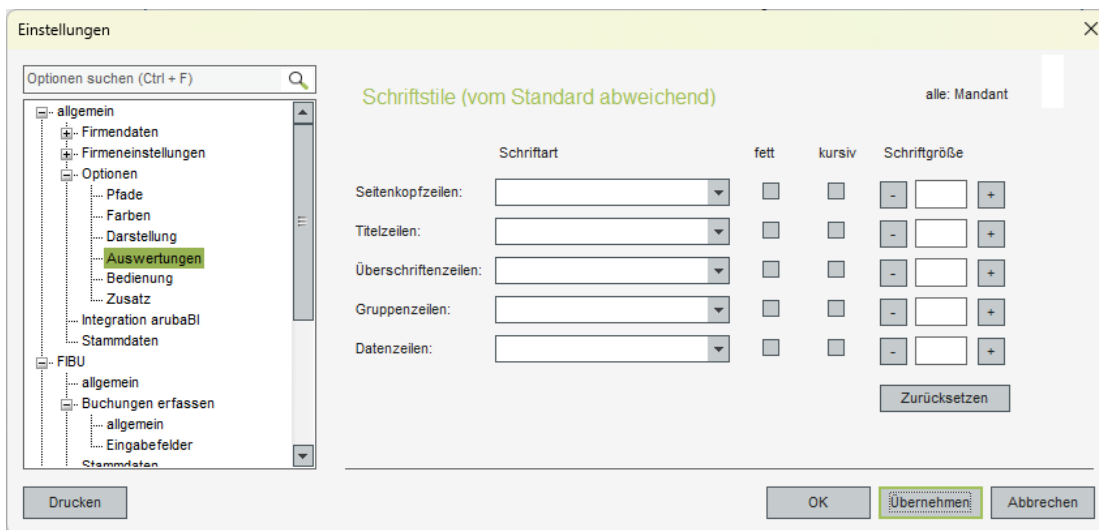 Einstellungen
Optionen suchen (Ctrl + F)
allgemein
Firmendaten
Firmeneinstellungen
Optionen
Pfade
Farben
Darstellung
Auswertungen
Bedienung
Zusatz
Integration arubaBI
Stammdaten
FIBU
allgemein
Buchungen erfassen
allgemein
Eingabefelder
Stammdaten
Schriftstile (vom Standard abweichend)
alle: Mandant
Schriftart fett kursiv Schriftgröße
Seitenkopfzeilen: - +
Titelzeilen: - +
Überschriftenzeilen: - +
Gruppenzeilen: - +
Datenzeilen: - +
Zurücksetzen
Drucken OK Übernehmen Abbrechen